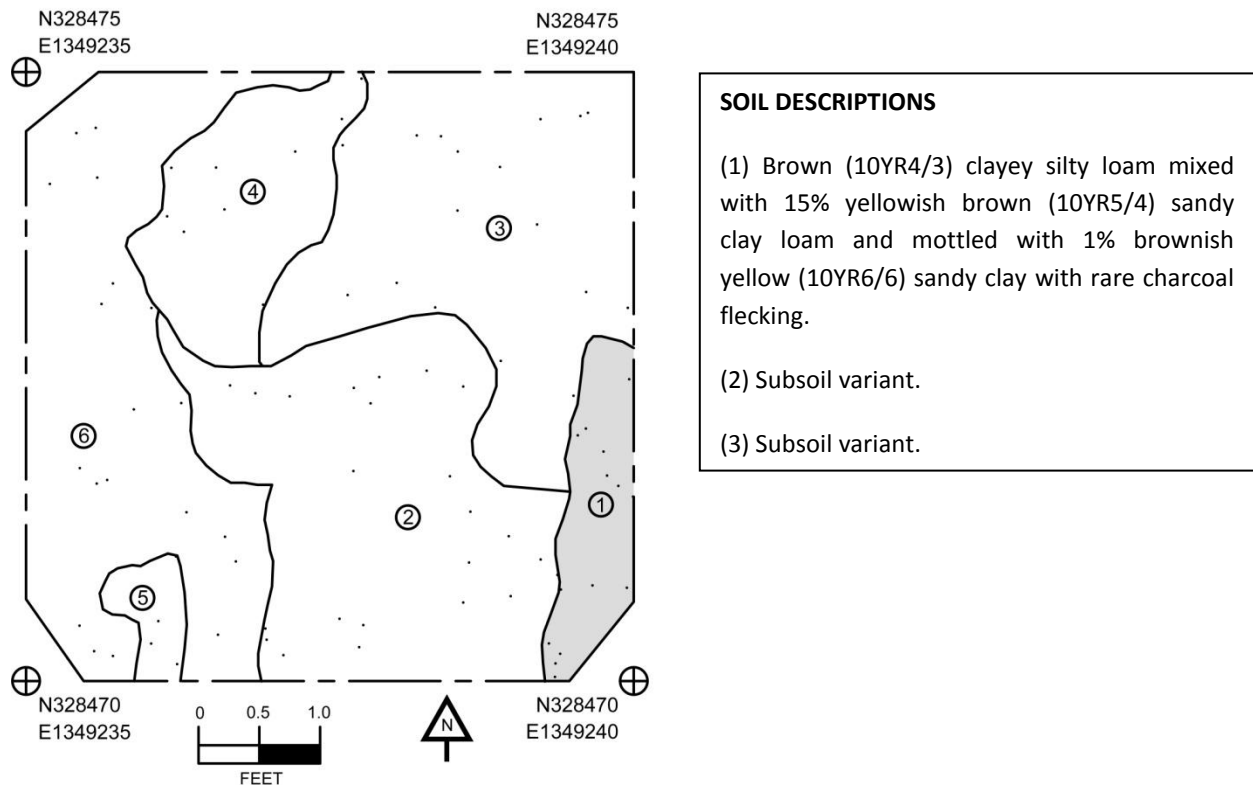 N328475
E1349235
N328475
E1349240
4
3
6
2
1
5
N328470
E1349235
0 0.5 1.0
FEET
N
N328470
E1349240
SOIL DESCRIPTIONS
(1) Brown (10YR4/3) clayey silty loam mixed
with 15% yellowish brown (10YR5/4) sandy
clay loam and mottled with 1% brownish
yellow (10YR6/6) sandy clay with rare charcoal
flecking.
(2) Subsoil variant.
(3) Subsoil variant.